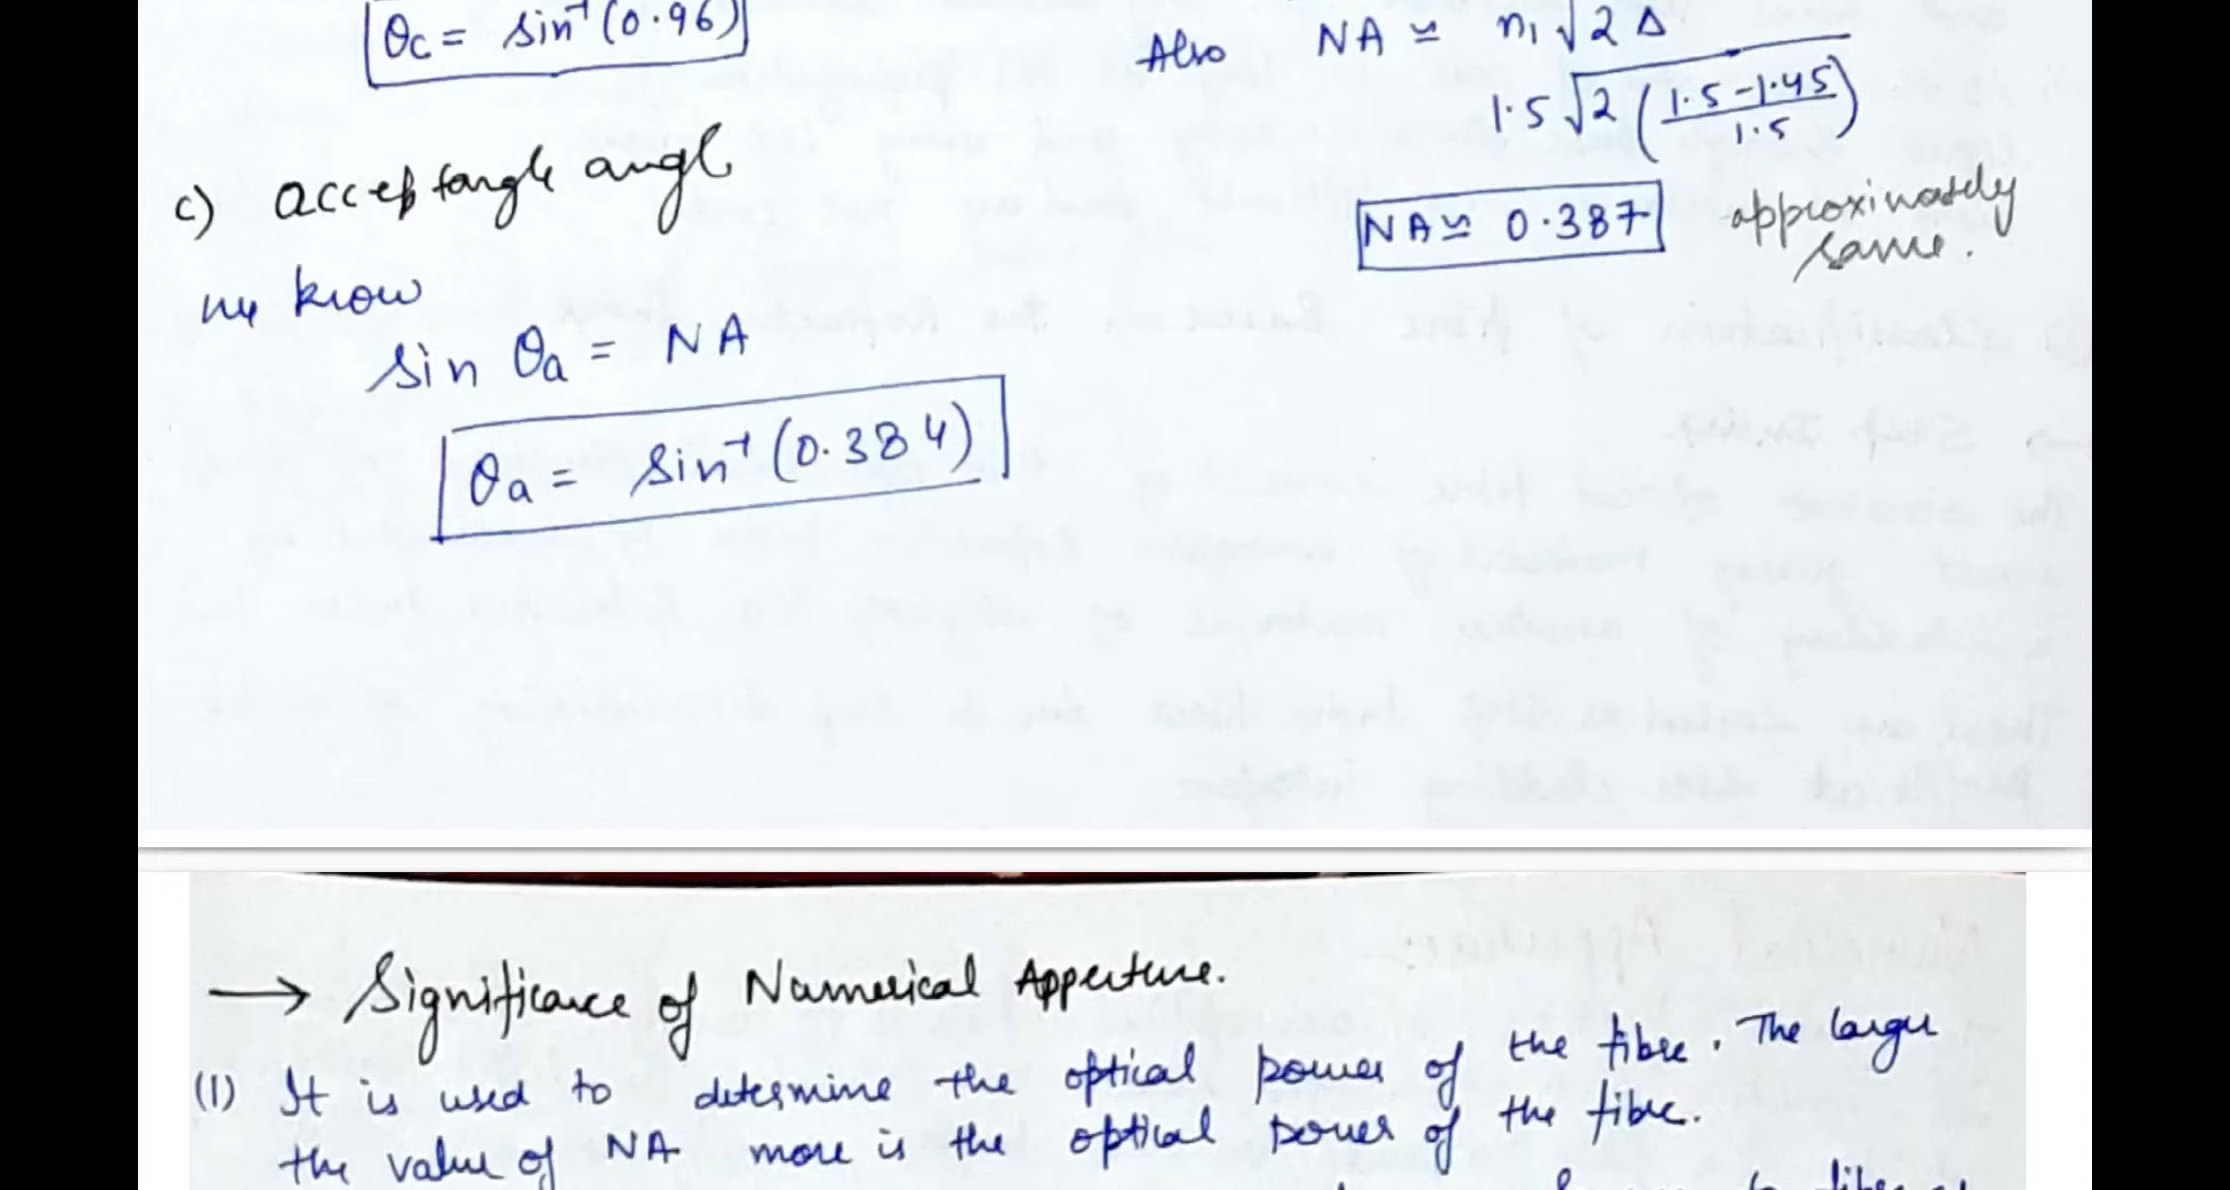 θc = sin⁻¹(0.96)
Also NA ≃ n₁√2Δ
1.5√2(1.5-1.45/1.5)
NA ≃ 0.387 approximately
same.
c) acceptangle angl
we know
sin θa = NA
θa = sin⁻¹(0.384)
→ Significance of Numerical Apperture.
(1) It is used to determine the optical power of the fibre. The larger
the value of NA more is the optical power of the fibre.